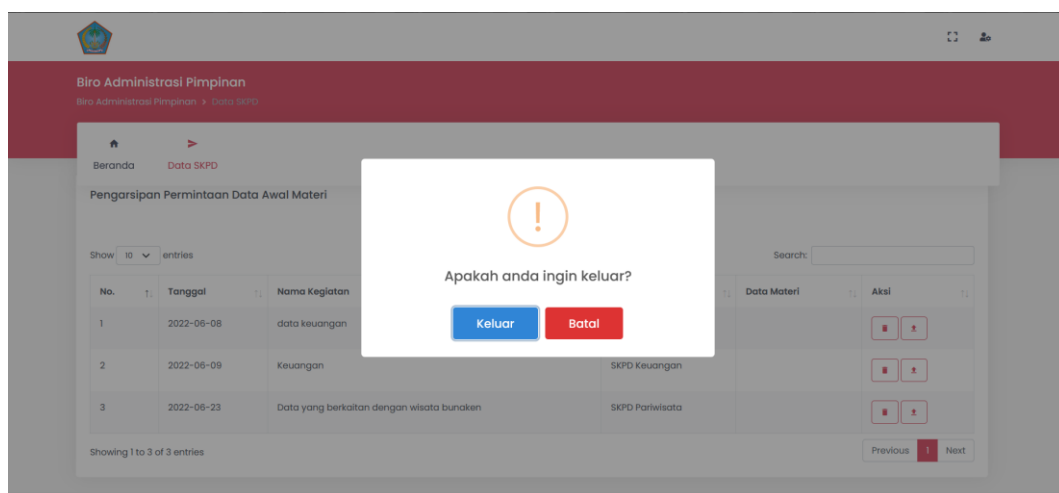 Biro Administrasi Pimpinan
Biro Administrasi Pimpinan > Data SKPD
Beranda Data SKPD
Pengarsipan Permintaan Data Awal Materi
Apakah anda ingin keluar?
Keluar Batal
Show 10 entries Search:
No. Tanggal Nama Kegiatan Data Materi Aksi
1 2022-06-08 data keuangan
2 2022-06-09 Keuangan SKPD Keuangan
3 2022-06-23 Data yang berkaitan dengan wisata bunaken SKPD Pariwisata
Showing 1 to 3 of 3 entries Previous 1 Next